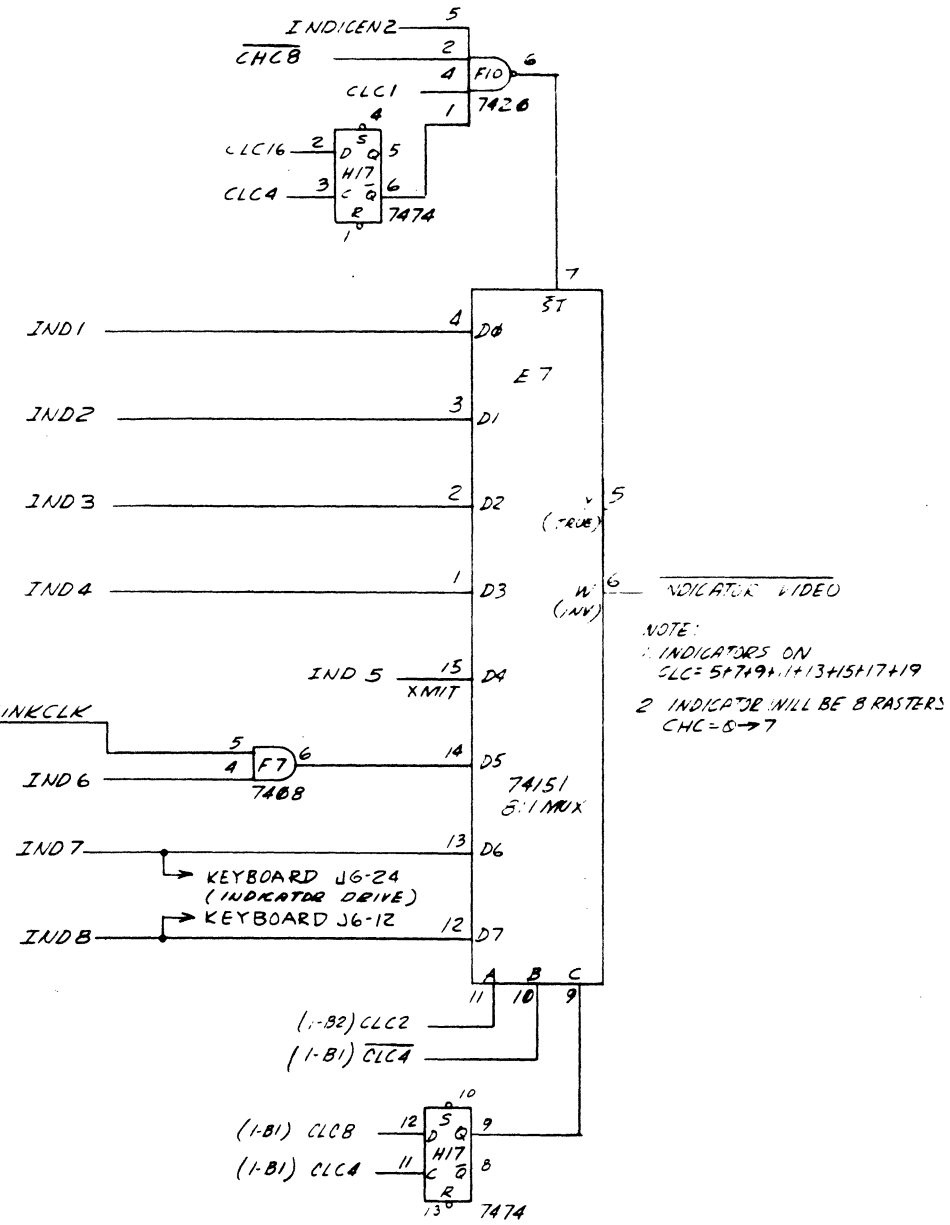 5
INDICEN2
2
CHC8
4
F10
6
CLC1
7420
1
4
S
CLC16 2 D Q 5
H17
CLC4 3 C Q 6
R
7474
1
7
ST
IND1 4 D0
E7
IND2 3 D1
IND3 2 D2
5
(TRUE)
IND4 1 D3
W 6
(INV)
INDICATOR VIDEO
NOTE:
1. INDICATORS ON
CLC=5+7+9+11+13+15+17+19
2 INDICATOR WILL BE 8 RASTERS
CHC=0→7
IND 5 15 D4
XMIT
INKCLK
5
4 F7 6
14 D5
IND6
7408
74151
8:1 MUX
IND7 13 D6
KEYBOARD J6-24
(INDICATOR DRIVE)
KEYBOARD J6-12
IND8 12 D7
A B C
11 10 9
(1-B2) CLC2
(1-B1) CLC4
10
S
(1-B1) CLC8 12 D Q 9
H17
(1-B1) CLC4 11 C Q 8
R
13 7474